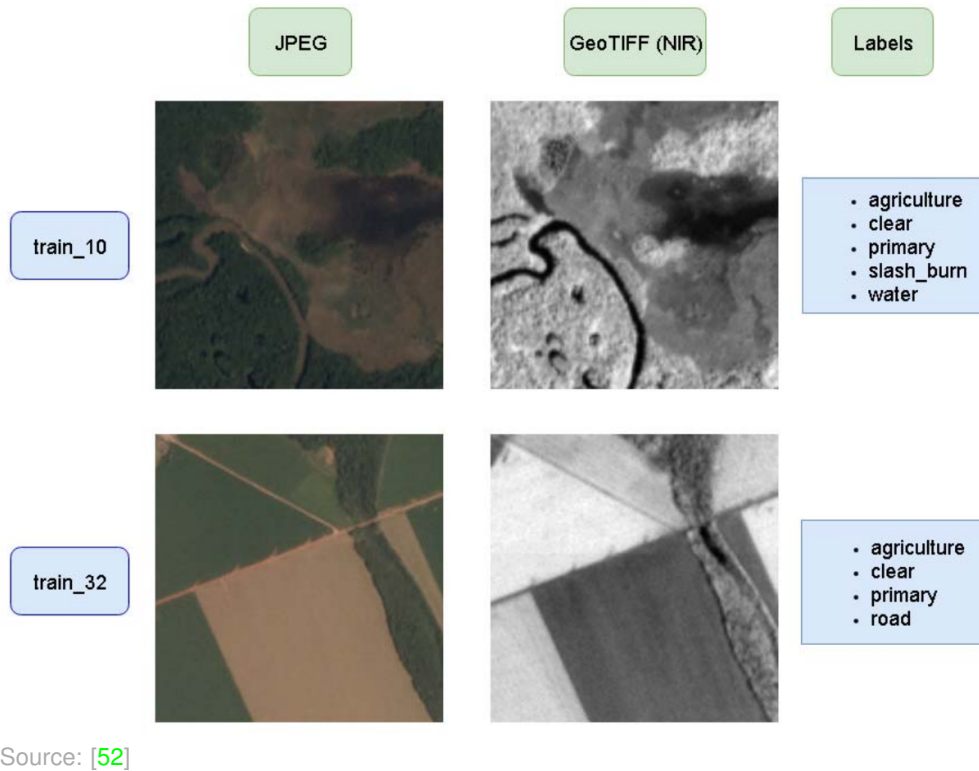 JPEG
GeoTIFF (NIR)
Labels
train_10
• agriculture
• clear
• primary
• slash_burn
• water
train_32
• agriculture
• clear
• primary
• road
Source: [52]